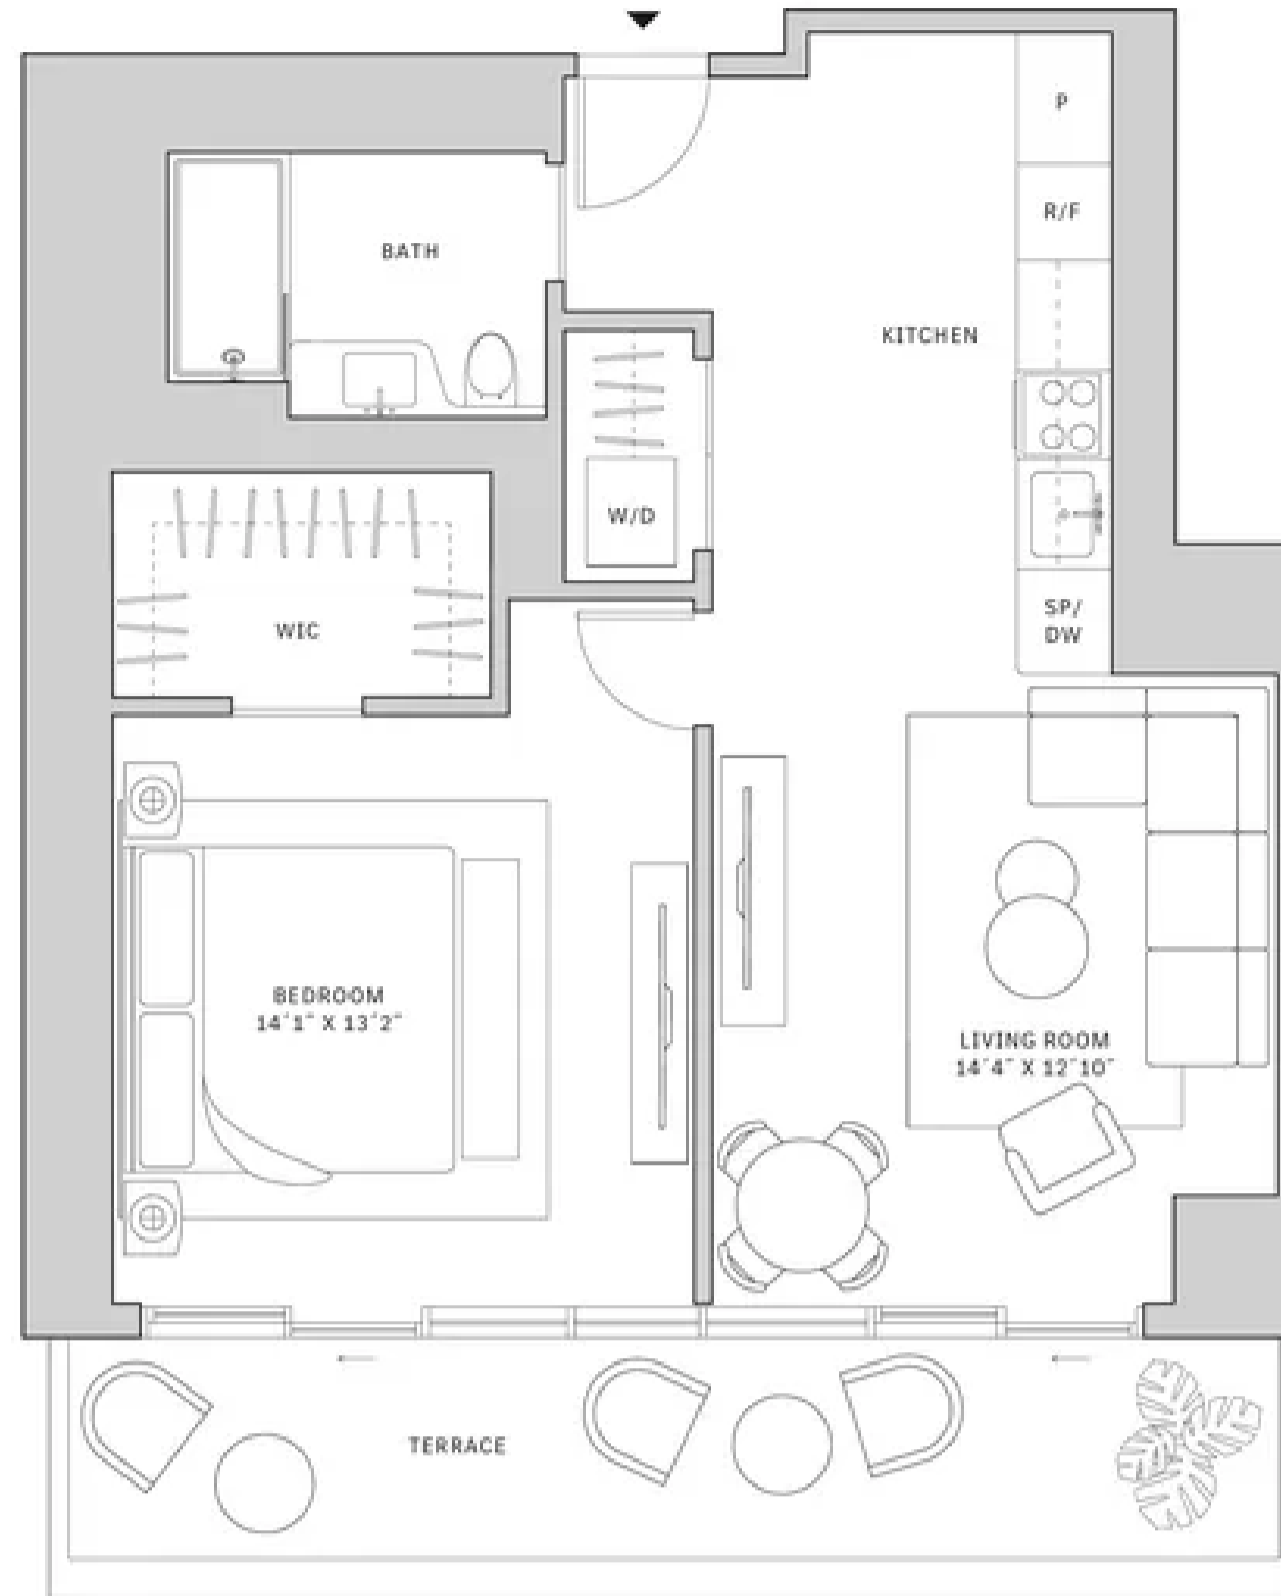 P
R/F
BATH
KITCHEN
W/D
SP/
DW
WIC
BEDROOM
14´1˝ X 13´2˝
LIVING ROOM
14´4˝ X 12´10˝
TERRACE